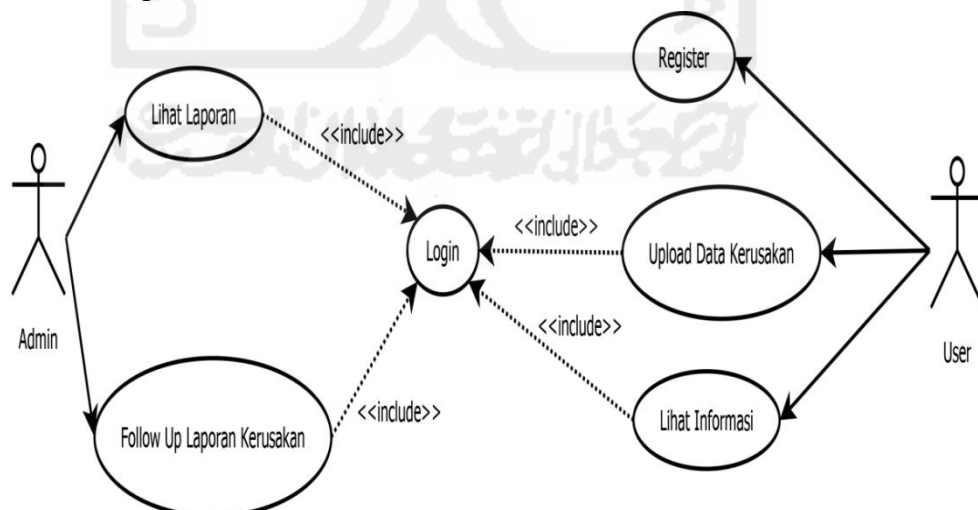 Register
Lihat Laporan
<<include>>
<<include>>
Login
Upload Data Kerusakan
<<include>>
Admin
User
<<include>>
Lihat Informasi
Follow Up Laporan Kerusakan